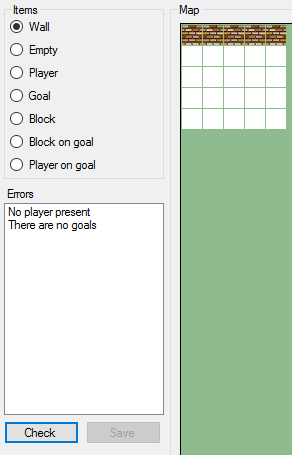 Items
Wall
Empty
Player
Goal
Block
Block on goal
Player on goal
Errors
No player present
There are no goals
Check
Save
Map